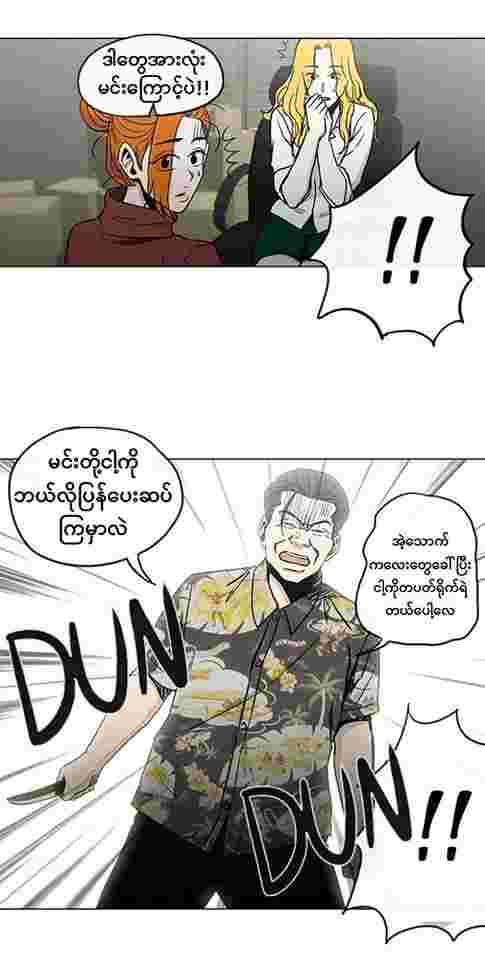 ဒါတွေအားလုံး
မင်းကြောင့်ပဲ!!
!!
မင်းတို့ငါ့ကို
ဘယ်လိုပြန်ပေးဆပ်
ကြမှာလဲ
အဲ့သောက်
ကလေးတွေခေါ်ပြီး
ငါ့ကိုတပတ်ရိုက်ရဲ
တယ်ပေါ့လေ
DUN
DUN
!!